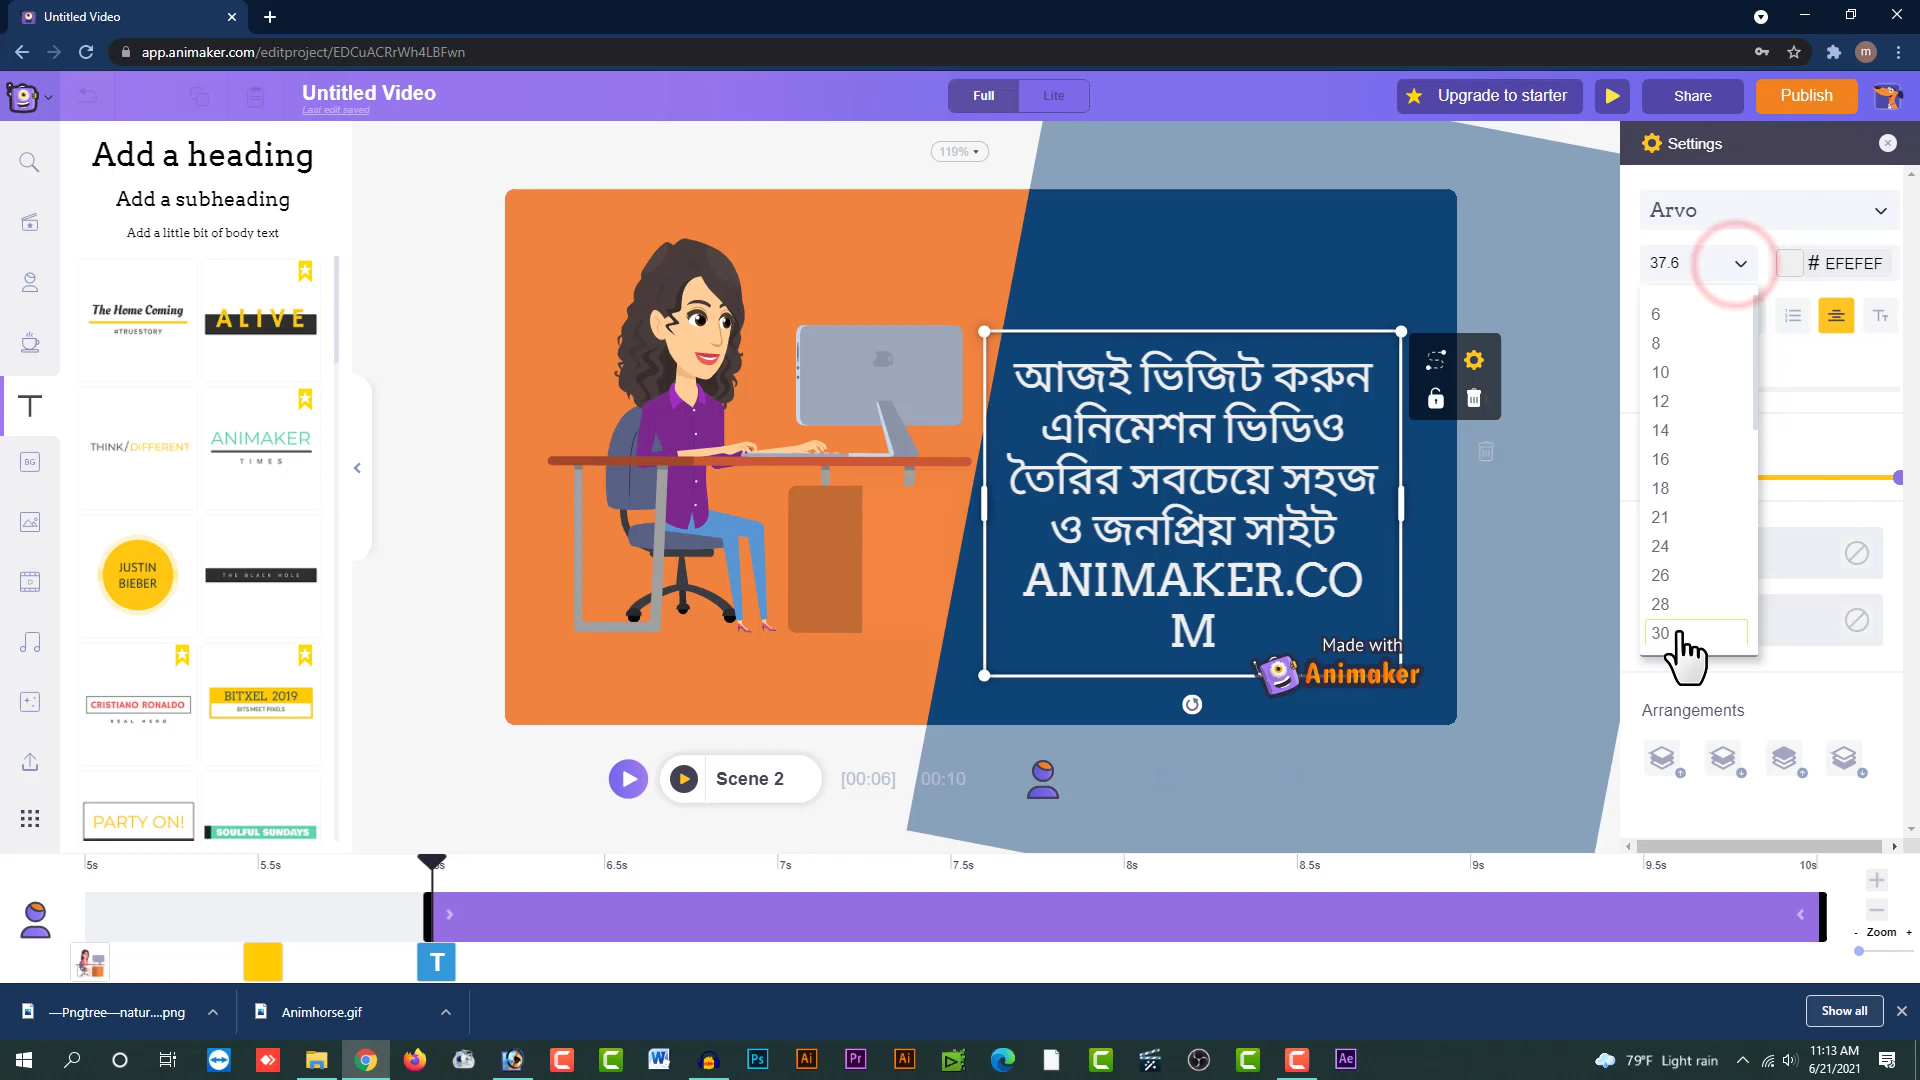 Untitled Video
app.animaker.com/editproject/EDCuACRrWh4LBFwn
m
Untitled Video
Last edit saved
Full
Lite
Upgrade to starter
Share
Publish
Add a heading
Add a subheading
Add a little bit of body text
The Home Coming
#TRUESTORY
ALIVE
THINK/DIFFERENT
ANIMAKER
TIMES
JUSTIN
BIEBER
THE BLACK HOLE
CRISTIANO RONALDO
REAL HERO
BITXEL 2019
BITS MEET PIXELS
PARTY ON!
SOULFUL SUNDAYS
BG
119%
আজই ভিজিট করুন
এনিমেশন ভিডিও
তৈরির সবচেয়ে সহজ
ও জনপ্রিয় সাইট
ANIMAKER.CO
M
Made with
Animaker
Scene 2
[00:06]
00:10
Settings
Arvo
37.6
# EFEFEF
6
8
10
12
14
16
18
21
24
26
28
30
Arrangements
5s
5.5s
6.5s
7s
7.5s
8s
8.5s
9s
9.5s
10s
T
- Zoom +
—Pngtree—natur....png
Animhorse.gif
Show all
79°F Light rain
11:13 AM
6/21/2021